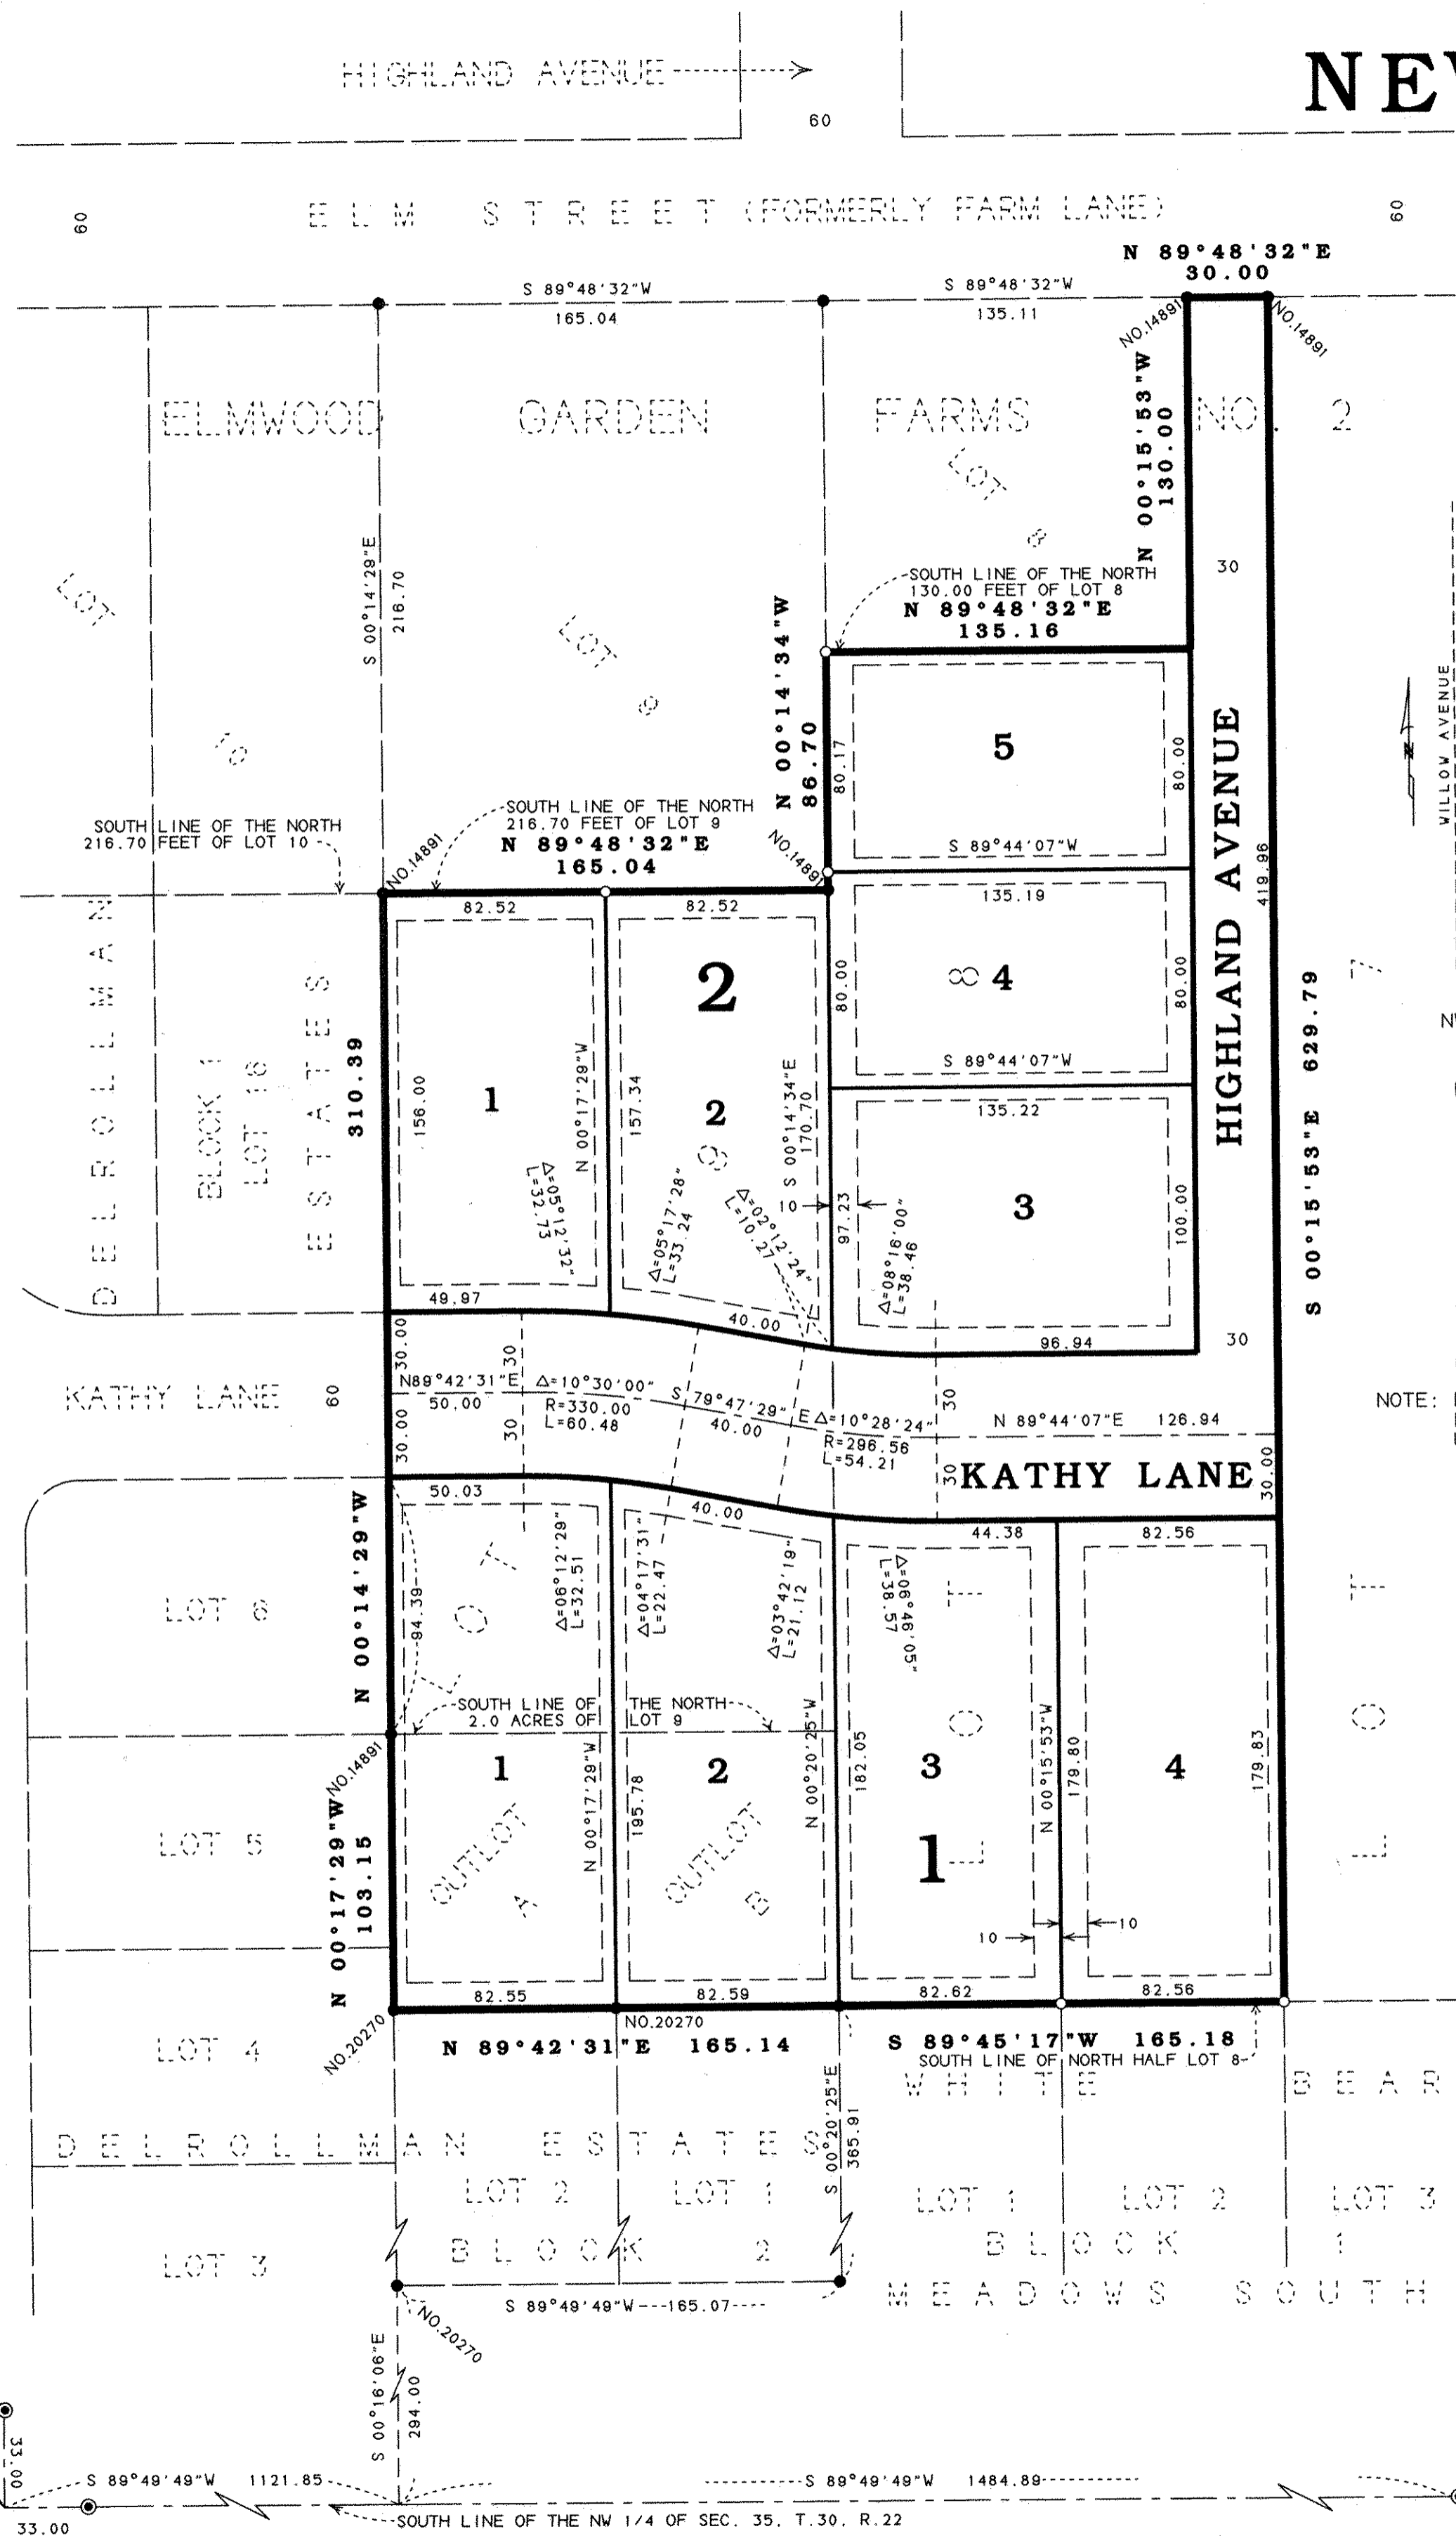 HIGHLAND AVENUE
NEW
60
60
ELM STREET (FORMERLY FARM LANE)
60
N 89°48'32"E
30.00
S 89°48'32"W
165.04
S 89°48'32"W
135.11
NO.14891
NO.14891
ELMWOOD GARDEN FARMS NO. 2
N 00°15'53"W
130.00
LOT 8
LOT 9
LOT 10
S 00°14'29"E
216.70
30
SOUTH LINE OF THE NORTH
130.00 FEET OF LOT 8
N 89°48'32"E
135.16
N 00°14'34"W
86.70
80.17
5
80.00
WILLOW AVENUE
SOUTH LINE OF THE NORTH
216.70 FEET OF LOT 10
NO.14891
SOUTH LINE OF THE NORTH
216.70 FEET OF LOT 9
N 89°48'32"E
165.04
NO.14891
S 89°44'07"W
HIGHLAND AVENUE
419.96
82.52
82.52
135.19
2
80.00
8
4
80.00
7
S 00°15'53"E 629.79
DELROLLMAN
ESTATES
BLOCK 1
LOT 16
310.39
156.00
1
N 00°17'29"W
157.34
2
9
S 00°14'34"E
170.70
S 89°44'07"W
135.22
3
97.23
100.00
10
Δ=05°12'32"
L=32.73
Δ=05°17'28"
L=33.24
Δ=02°12'24"
L=10.27
Δ=08°16'00"
L=38.46
49.97
40.00
96.94
30
30.00
30
KATHY LANE
60
N89°42'31"E
50.00
Δ=10°30'00"
R=330.00
L=60.48
S 79°47'29"E
40.00
Δ=10°28'24"
R=296.56
L=54.21
N 89°44'07"E 126.94
30
NOTE:
30.00
30
30
KATHY LANE
30.00
50.03
40.00
44.38
82.56
N 00°14'29"W
94.39
LOT
Δ=06°12'29"
L=32.51
Δ=04°17'31"
L=22.47
Δ=03°42'19"
L=21.12
Δ=06°46'05"
L=38.57
LOT
LOT
LOT 6
SOUTH LINE OF THE NORTH
2.0 ACRES OF LOT 9
NO.14891
1
N 00°17'29"W
195.78
2
N 00°20'25"W
182.05
3
N 00°15'53"W
179.80
4
179.83
LOT 5
N 00°17'29"W
103.15
OUTLOT A
OUTLOT B
1
10
10
82.55
82.59
82.62
82.56
NO.20270
NO.20270
N 89°42'31"E 165.14
S 89°45'17"W 165.18
SOUTH LINE OF NORTH HALF LOT 8
LOT 4
WHITE BEAR
S 00°20'25"E
365.91
DELROLLMAN ESTATES
LOT 2
LOT 1
LOT 1
LOT 2
LOT 3
LOT 3
BLOCK 2
BLOCK 1
MEADOWS SOUTH
S 89°49'49"W 165.07
NO.20270
S 00°16'06"E
294.00
33.00
S 89°49'49"W 1121.85
S 89°49'49"W 1484.89
SOUTH LINE OF THE NW 1/4 OF SEC. 35, T.30, R.22
33.00